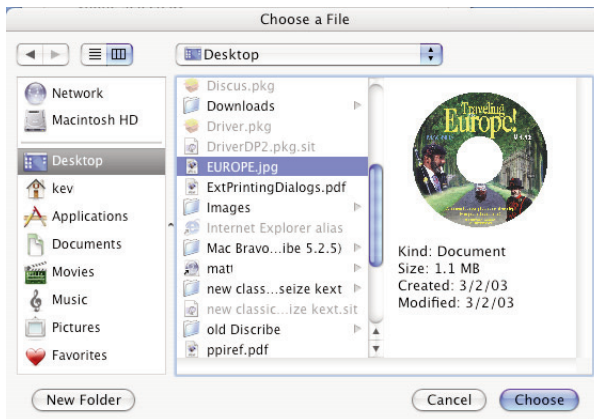 Choose a File
Desktop
Network
Macintosh HD
Desktop
kev
Applications
Documents
Movies
Music
Pictures
Favorites
Discus.pkg
Downloads
Driver.pkg
DriverDP2.pkg.sit
EUROPE.jpg
ExtPrintingDialogs.pdf
Images
Internet Explorer alias
Mac Bravo...ibe 5.2.5)
matt
new class...seize kext
new classic...ize kext.sit
old Discribe
ppiref.pdf
Traveling
Europe!
Kind: Document
Size: 1.1 MB
Created: 3/2/03
Modified: 3/2/03
New Folder
Cancel
Choose